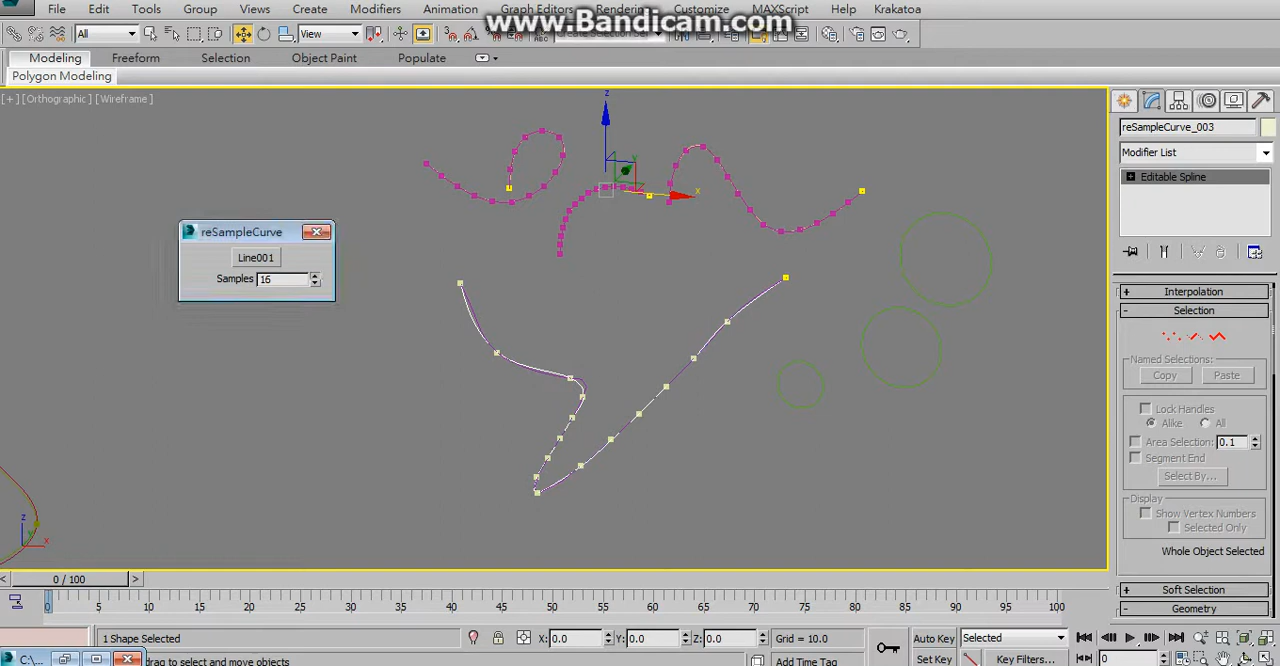 File Edit Tools Group Views Create Modifiers Animation Graph Editors Rendering Customize MAXScript Help Krakatoa
www.Bandicam.com
All View Create Selection Set
Modeling Freeform Selection Object Paint Populate
Polygon Modeling
[+] [Orthographic] [Wireframe]
z
y
x
reSampleCurve_003
Modifier List
Editable Spline
reSampleCurve
Line001
Samples 16
+ Interpolation
- Selection
Named Selections:
Copy Paste
Lock Handles
Alike All
Area Selection: 0.1
Segment End
Select By...
Display
Show Vertex Numbers
Selected Only
Whole Object Selected
+ Soft Selection
- Geometry
z
y
x
< 0 / 100 >
0 5 10 15 20 25 30 35 40 45 50 55 60 65 70 75 80 85 90 95 100
1 Shape Selected X: 0.0 Y: 0.0 Z: 0.0 Grid = 10.0 Auto Key Selected
C:\... drag to select and move objects Add Time Tag Set Key Key Filters... 0